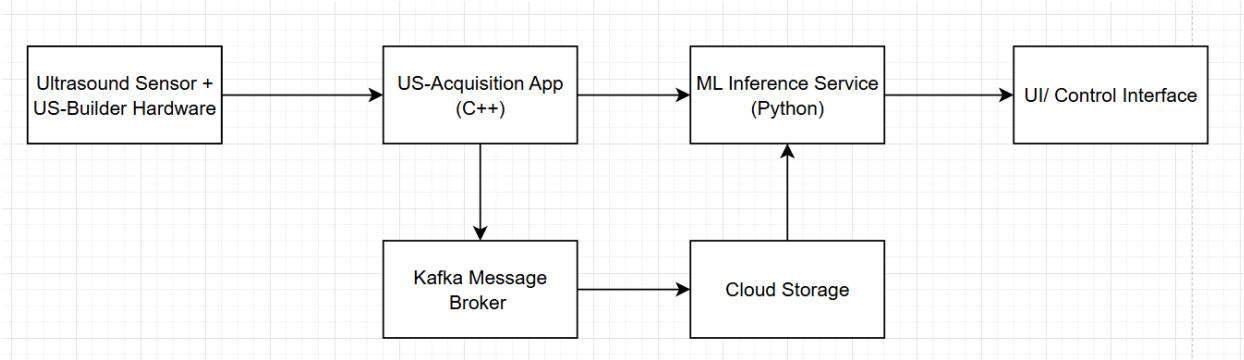 Ultrasound Sensor +
US-Builder Hardware
US-Acquisition App
(C++)
ML Inference Service
(Python)
UI/ Control Interface
Kafka Message
Broker
Cloud Storage